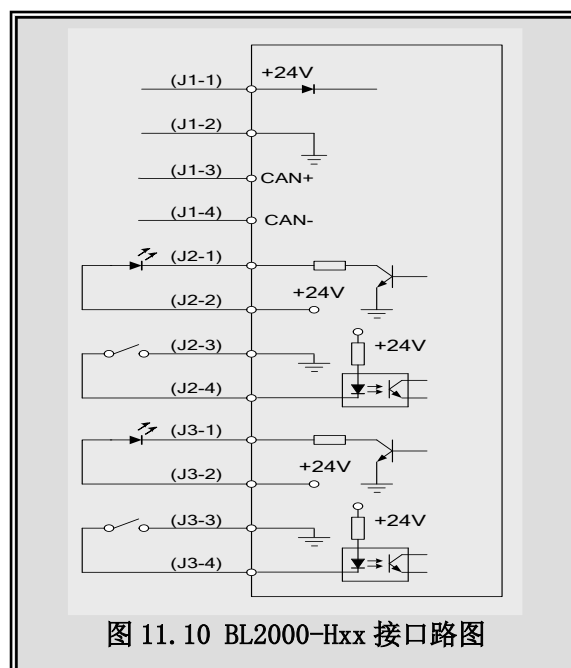 (J1-1) +24V
(J1-2)
(J1-3) CAN+
(J1-4) CAN-
(J2-1)
(J2-2) +24V
(J2-3) +24V
(J2-4)
(J3-1)
(J3-2) +24V
(J3-3) +24V
(J3-4)
图 11.10 BL2000-Hxx 接口路图